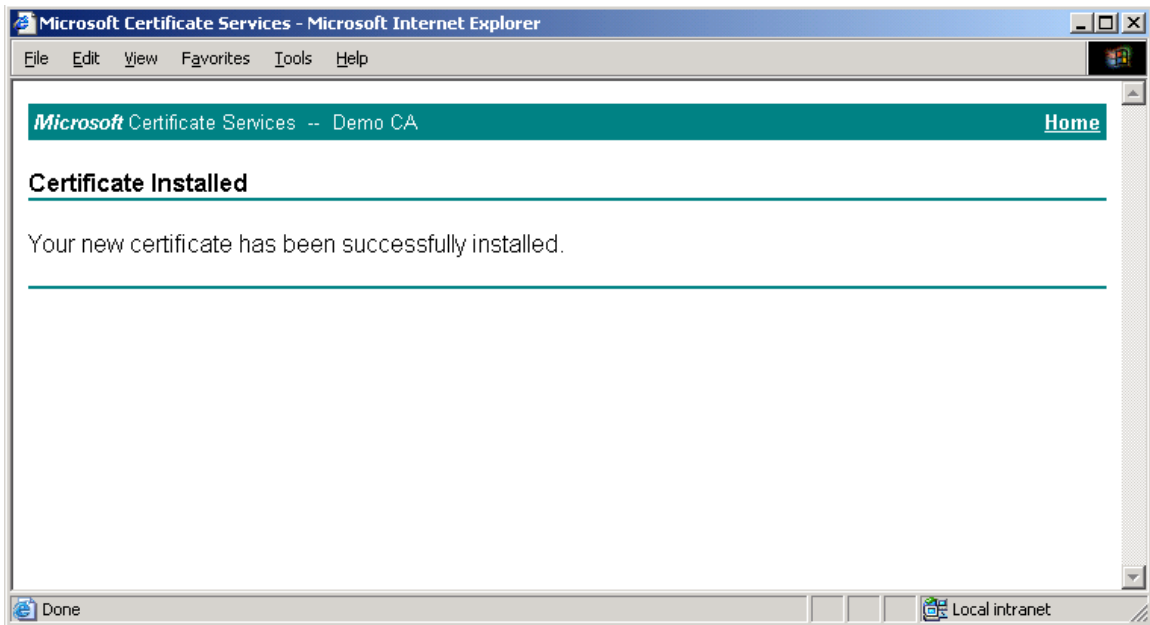 Microsoft Certificate Services - Microsoft Internet Explorer
File Edit View Favorites Tools Help
Microsoft Certificate Services -- Demo CA Home
Certificate Installed
Your new certificate has been successfully installed.
Done Local intranet